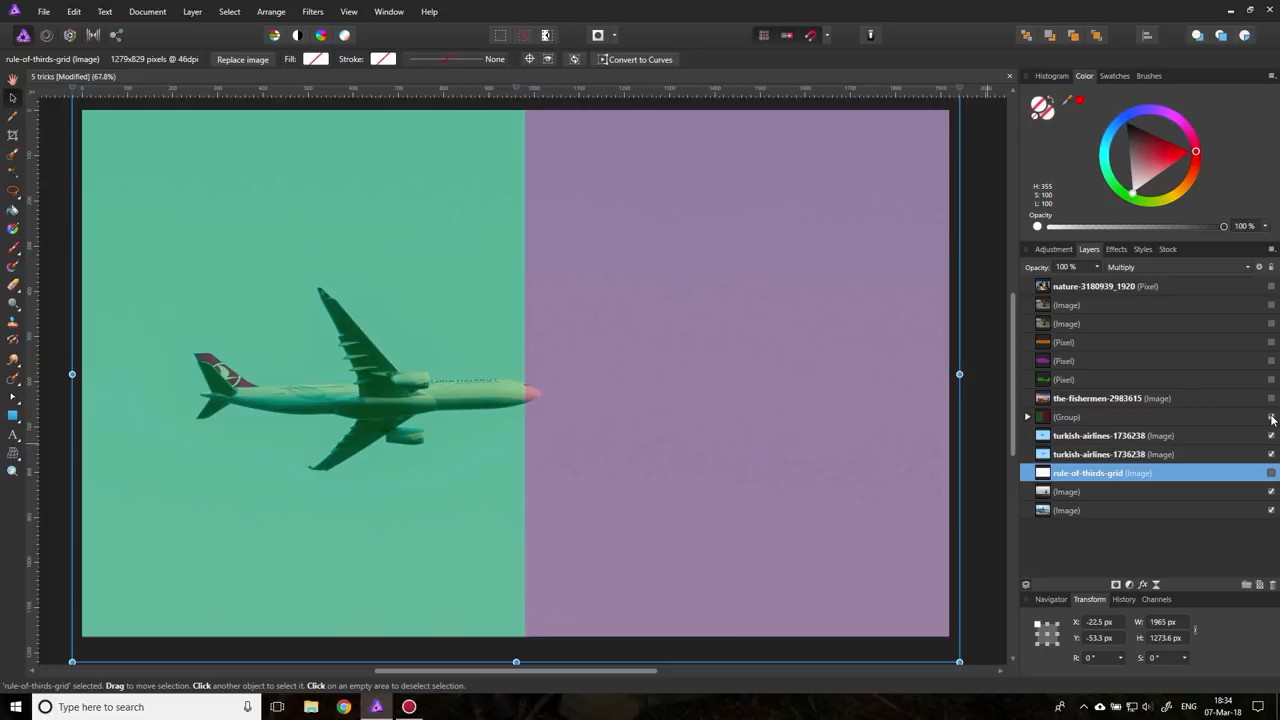 File Edit Text Document Layer Select Arrange Filters View Window Help
rule-of-thirds-grid (Image) 1279x829 pixels @ 46dpi Replace image Fill: Stroke: None Convert to Curves
5 tricks [Modified] (67.8%)
Histogram Color Swatches Brushes
H: 355
S: 100
L: 100
Opacity
100 %
Adjustment Layers Effects Styles Stock
Opacity: 100 % Multiply
nature-3180939_1920 (Pixel)
(Image)
(Image)
(Pixel)
(Pixel)
(Pixel)
the-fishermen-2983615 (Image)
(Group)
turkish-airlines-1736238 (Image)
turkish-airlines-1736238 (Image)
rule-of-thirds-grid (Image)
(Image)
(Image)
Navigator Transform History Channels
X: -22.5 px W: 1965 px
Y: -53.3 px H: 1273.6 px
R: 0 ° S: 0 °
'rule-of-thirds-grid' selected. Drag to move selection. Click another object to select it. Click on an empty area to deselect selection.
Type here to search
ENG
18:34
07-Mar-18